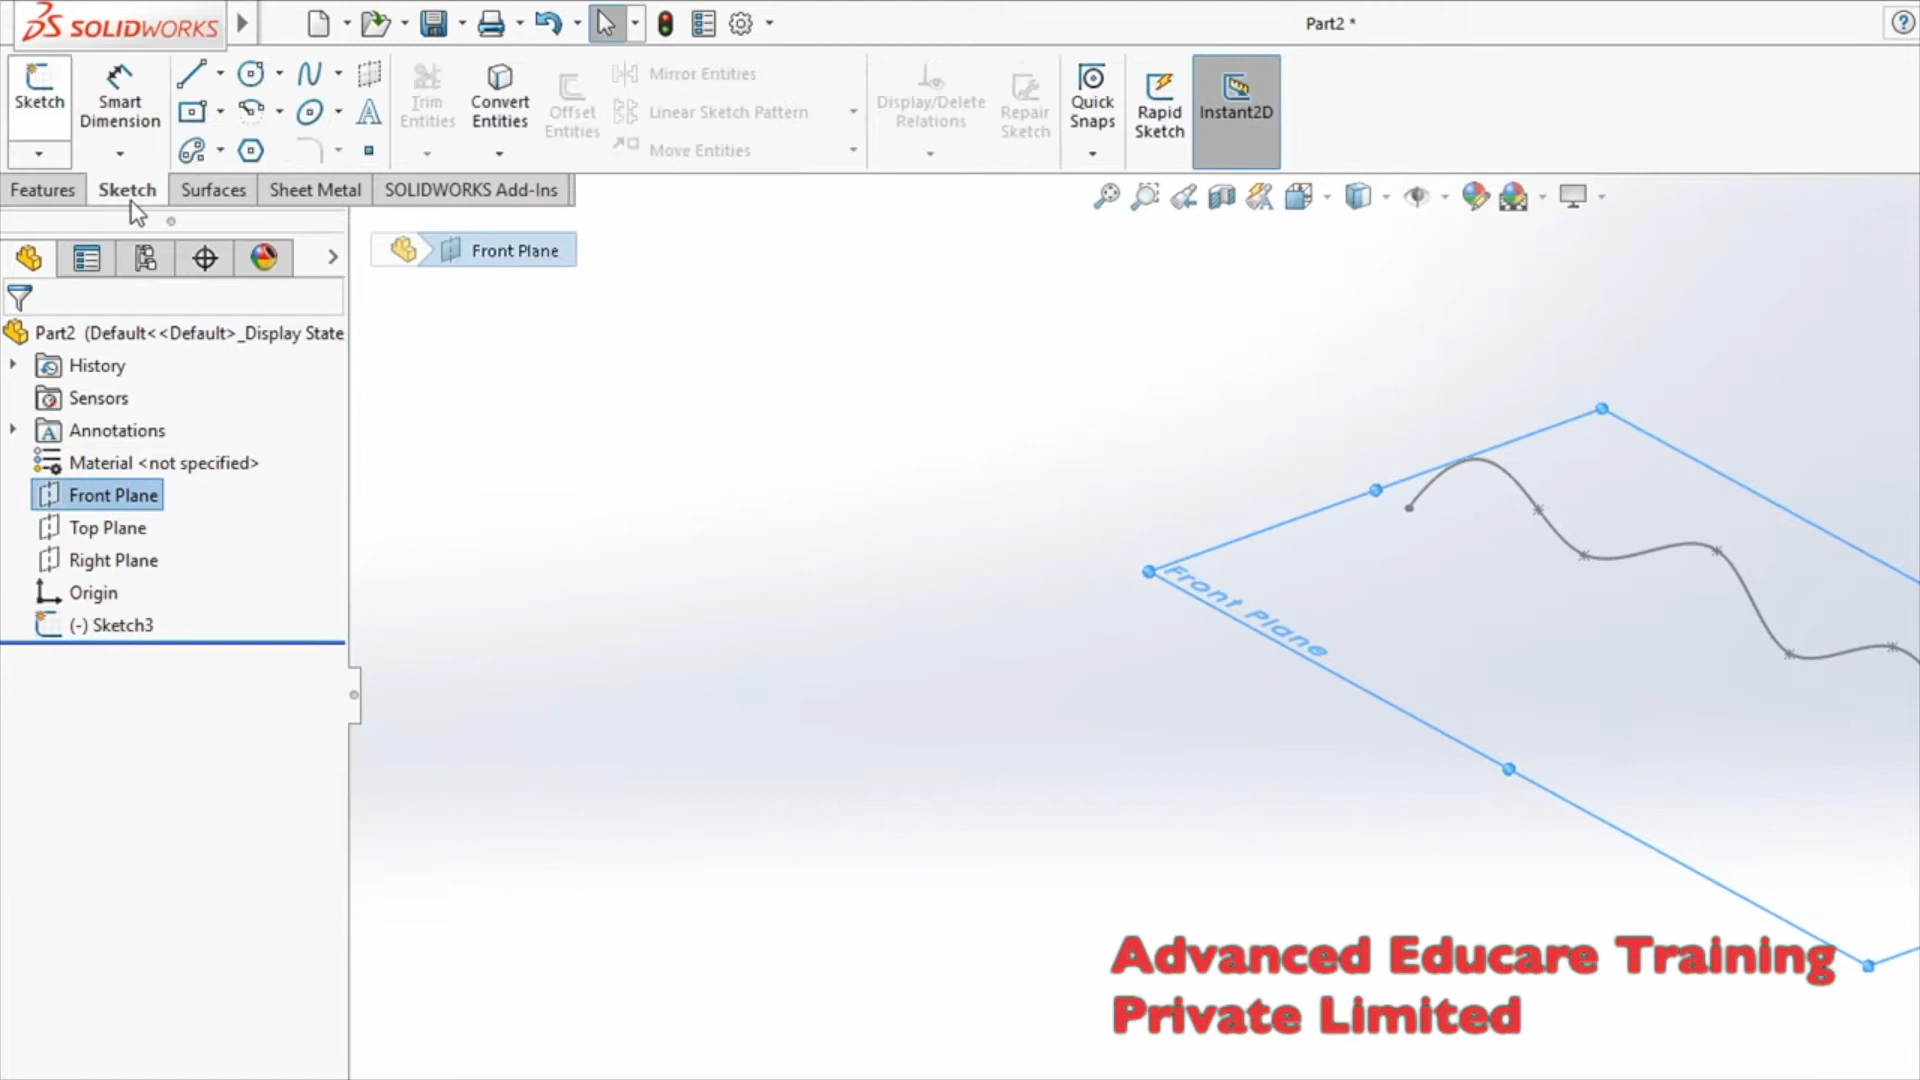 SOLIDWORKS
Part2 *
Sketch
Smart Dimension
Trim Entities
Convert Entities
Offset Entities
Mirror Entities
Linear Sketch Pattern
Move Entities
Display/Delete Relations
Repair Sketch
Quick Snaps
Rapid Sketch
Instant2D
Features
Sketch
Surfaces
Sheet Metal
SOLIDWORKS Add-Ins
Front Plane
Part2 (Default<<Default>_Display State
History
Sensors
Annotations
Material <not specified>
Front Plane
Top Plane
Right Plane
Origin
(-) Sketch3
Front Plane
Advanced Educare Training
Private Limited